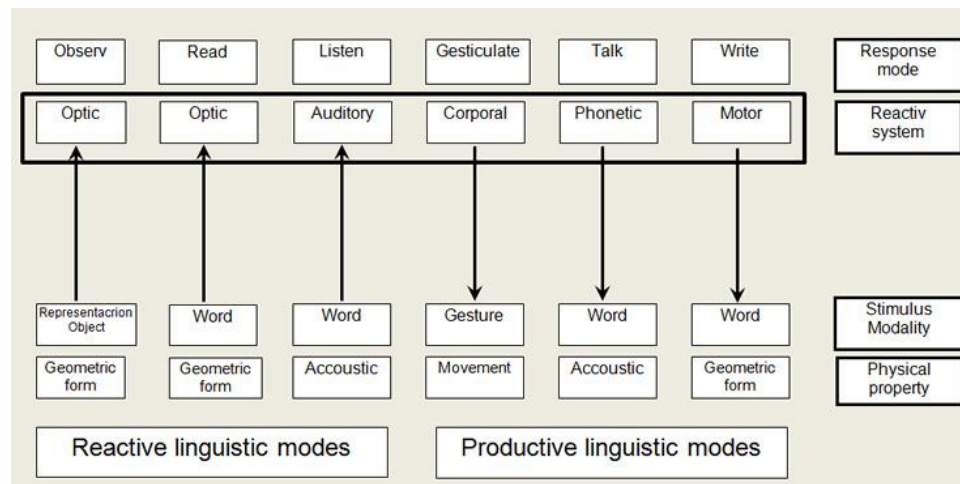 Observ Read Listen Gesticulate Talk Write Response
mode
Optic Optic Auditory Corporal Phonetic Motor Reactiv
system
Representacrion
Object
Word Word Gesture Word Word Stimulus
Modality
Geometric
form
Geometric
form
Accoustic Movement Accoustic Geometric
form
Physical
property
Reactive linguistic modes Productive linguistic modes